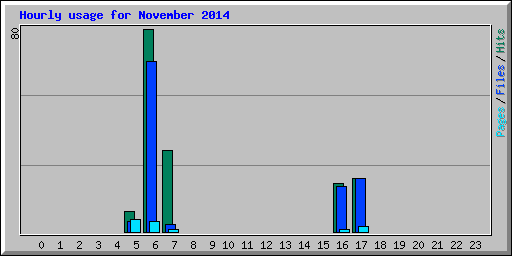 Hourly usage for November 2014
80
Pages/Files/Hits
0 1 2 3 4 5 6 7 8 9 10 11 12 13 14 15 16 17 18 19 20 21 22 23